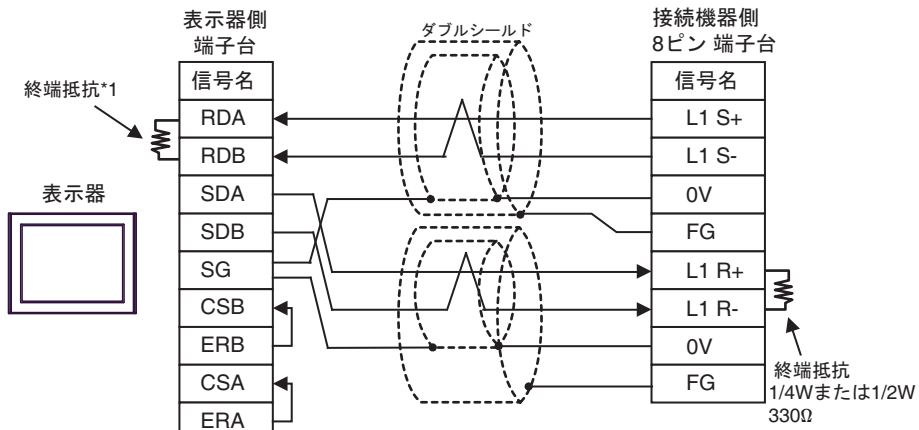 表示器側
端子台
ダブルシールド
接続機器側
8ピン 端子台
終端抵抗*1
表示器
信号名
RDA
RDB
SDA
SDB
SG
CSB
ERB
CSA
ERA
信号名
L1 S+
L1 S-
0V
FG
L1 R+
L1 R-
0V
FG
終端抵抗
1/4Wまたは1/2W
330Ω